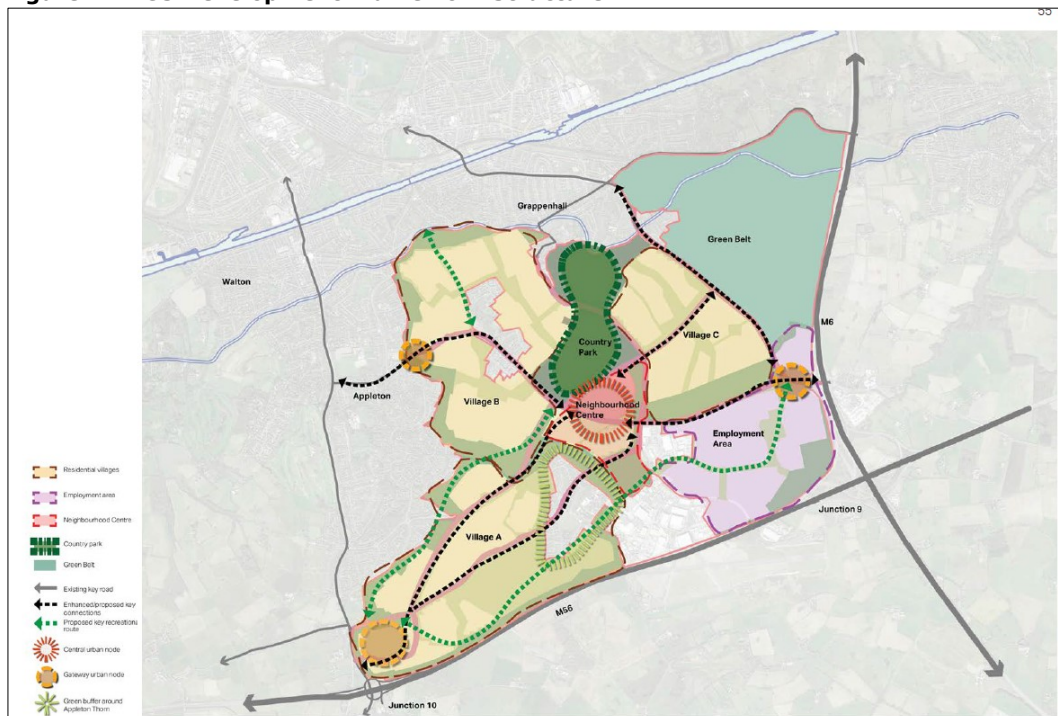 Figure
55
Grappenhall
Green Belt
Walton
M6
Village C
Country
Park
Appleton
Village B
Neighbourhood
Centre
Employment
Area
Junction 9
Village A
M56
Junction 10
Residential villages
Employment area
Neighbourhood Centre
Country park
Green Belt
Existing key road
Enhanced/proposed key
connections
Proposed key recreational
route
Central urban node
Gateway urban node
Green buffer around
Appleton Thorn